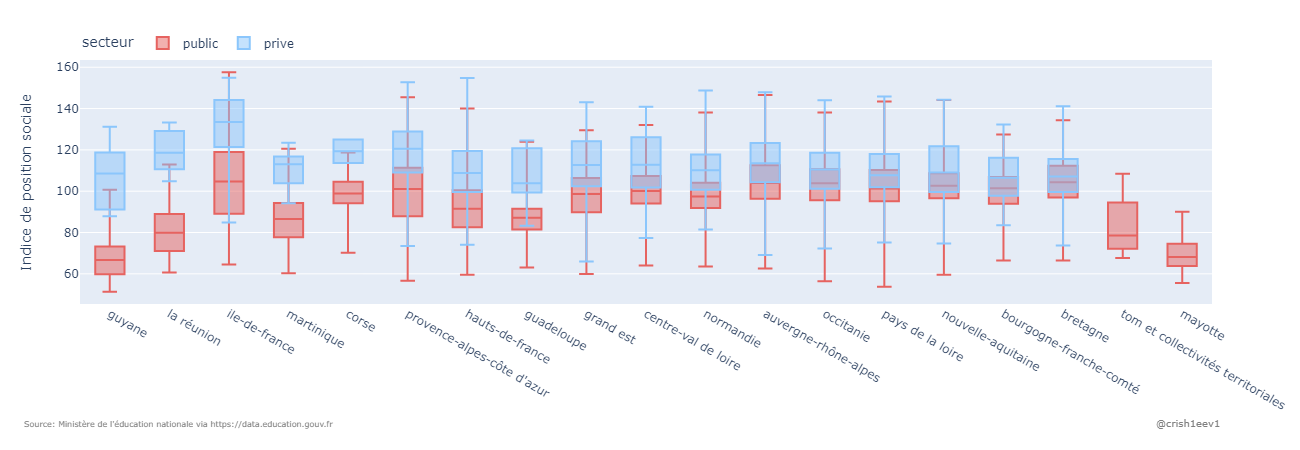 secteur public prive
Indice de position sociale
160
140
120
100
80
60
guyane
la réunion
ile-de-france
martinique
corse
provence-alpes-côte d'azur
hauts-de-france
guadeloupe
grand est
centre-val de loire
normandie
auvergne-rhône-alpes
occitanie
pays de la loire
nouvelle-aquitaine
bourgogne-franche-comté
bretagne
tom et collectivités territoriales
mayotte
Source: Ministère de l'éducation nationale via https://data.education.gouv.fr
@crish1eev1